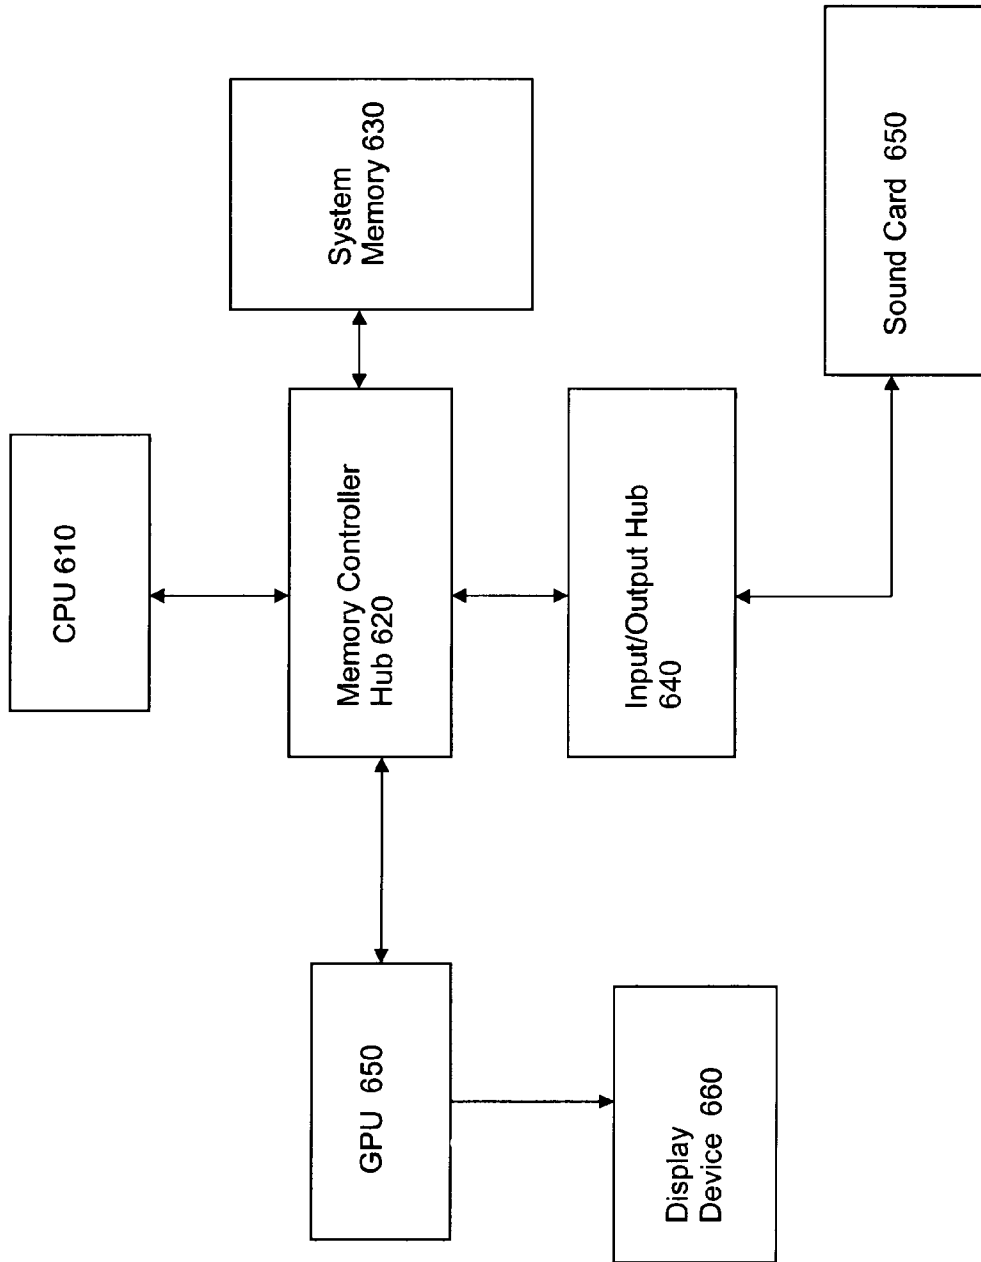 CPU 610
Memory Controller
Hub 620
System
Memory 630
GPU 650
Input/Output Hub
640
Display
Device 660
Sound Card 650